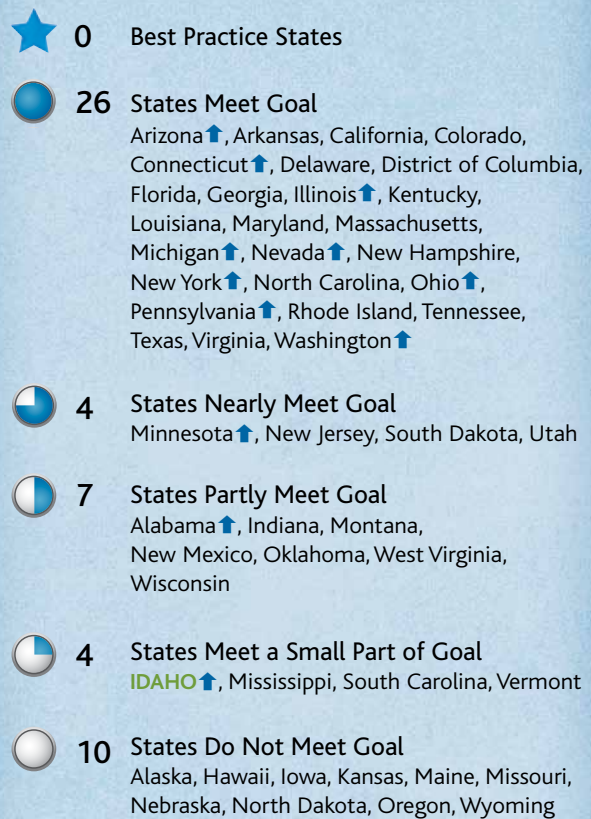 0 Best Practice States
26 States Meet Goal
Arizona⬆, Arkansas, California, Colorado,
Connecticut⬆, Delaware, District of Columbia,
Florida, Georgia, Illinois⬆, Kentucky,
Louisiana, Maryland, Massachusetts,
Michigan⬆, Nevada⬆, New Hampshire,
New York⬆, North Carolina, Ohio⬆,
Pennsylvania⬆, Rhode Island, Tennessee,
Texas, Virginia, Washington⬆
4 States Nearly Meet Goal
Minnesota⬆, New Jersey, South Dakota, Utah
7 States Partly Meet Goal
Alabama⬆, Indiana, Montana,
New Mexico, Oklahoma, West Virginia,
Wisconsin
4 States Meet a Small Part of Goal
IDAHO⬆, Mississippi, South Carolina, Vermont
10 States Do Not Meet Goal
Alaska, Hawaii, Iowa, Kansas, Maine, Missouri,
Nebraska, North Dakota, Oregon, Wyoming